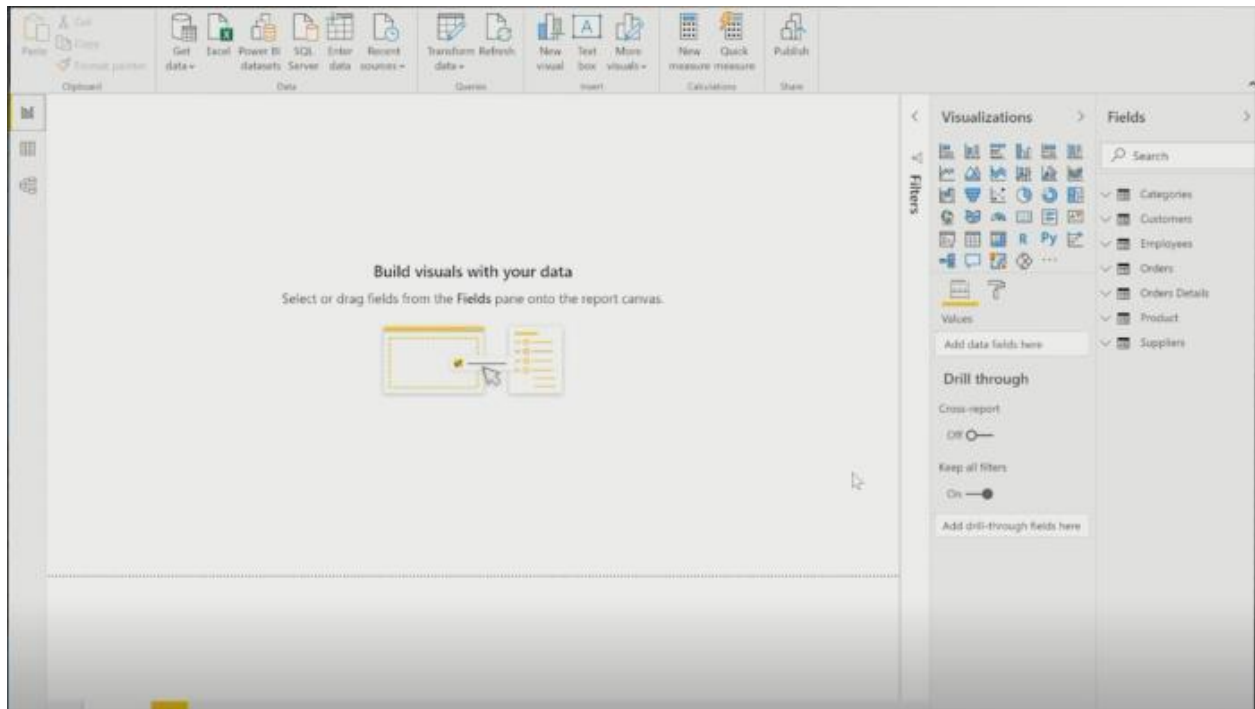 Cut
Copy
Paste
Format painter
Clipboard
Get data
Excel
Power BI datasets
SQL Server
Enter data
Recent sources
Data
Transform data
Refresh
Queries
New visual
Text box
More visuals
Insert
New measure
Quick measure
Calculations
Publish
Share
Build visuals with your data
Select or drag fields from the Fields pane onto the report canvas.
Filters
Visualizations
R
Py
Values
Add data fields here
Drill through
Cross-report
Off
Keep all filters
On
Add drill-through fields here
Fields
Search
Categories
Customers
Employees
Orders
Orders Details
Product
Suppliers